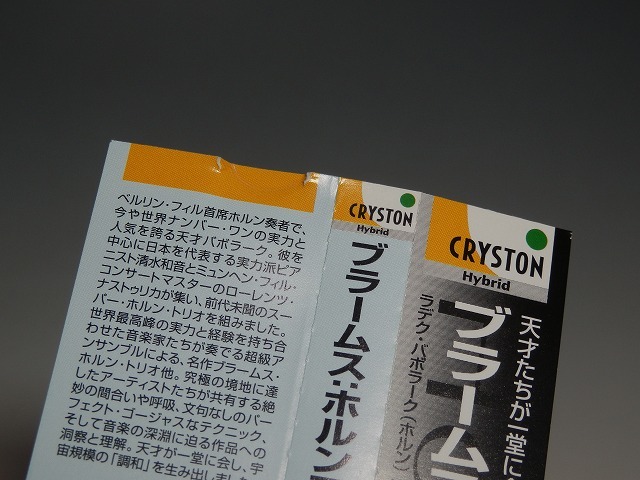 ベルリン・フィル首席ホルン奏者で、
今や世界ナンバー・ワンの実力と
人気を誇る天才バボラーク。彼を
中心に日本を代表する実力派ピア
ニスト清水和音とミュンヘン・フィル・
コンサートマスターのローレンツ・
ナストゥリカが集い、前代未聞のスー
パー・ホルン・トリオを組みました。
世界最高峰の実力と経験を持ち合
わせた音楽家たちが奏でる超級ア
ンサンブルによる、名作ブラームス・
ホルン・トリオ他。究極の境地に達
したアーティストたちが共有する絶
妙の間合いや呼吸、文句なしのパー
フェクト・ゴージャスなテクニック、
そして音楽の深淵に迫る作品への
洞察と理解。天才が一堂に会し、宇
宙規模の「調和」を生み出しました
CRYSTON
Hybrid
ブラームス:ホルン
CRYSTON
Hybrid
天才たちが一堂に
ブラーム
ラデク・バボラーク(ホルン)